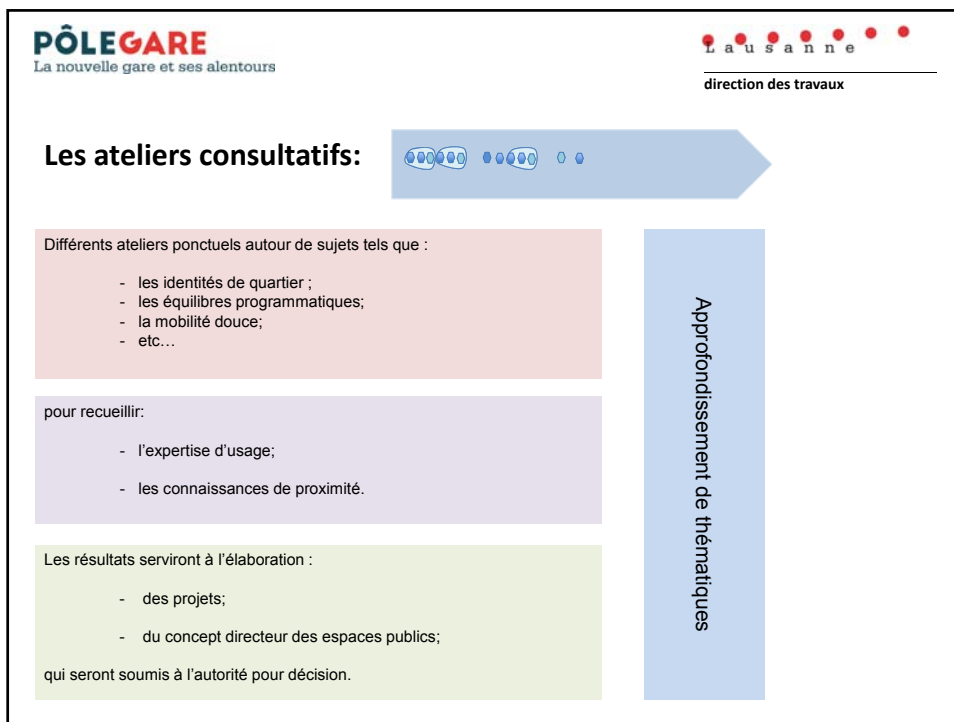 PÔLEGARE
La nouvelle gare et ses alentours
Lausanne
direction des travaux
Les ateliers consultatifs:
Différents ateliers ponctuels autour de sujets tels que :
- les identités de quartier ;
- les équilibres programmatiques;
- la mobilité douce;
- etc…
pour recueillir:
- l’expertise d’usage;
- les connaissances de proximité.
Les résultats serviront à l’élaboration :
- des projets;
- du concept directeur des espaces publics;
qui seront soumis à l’autorité pour décision.
Approfondissement de thématiques